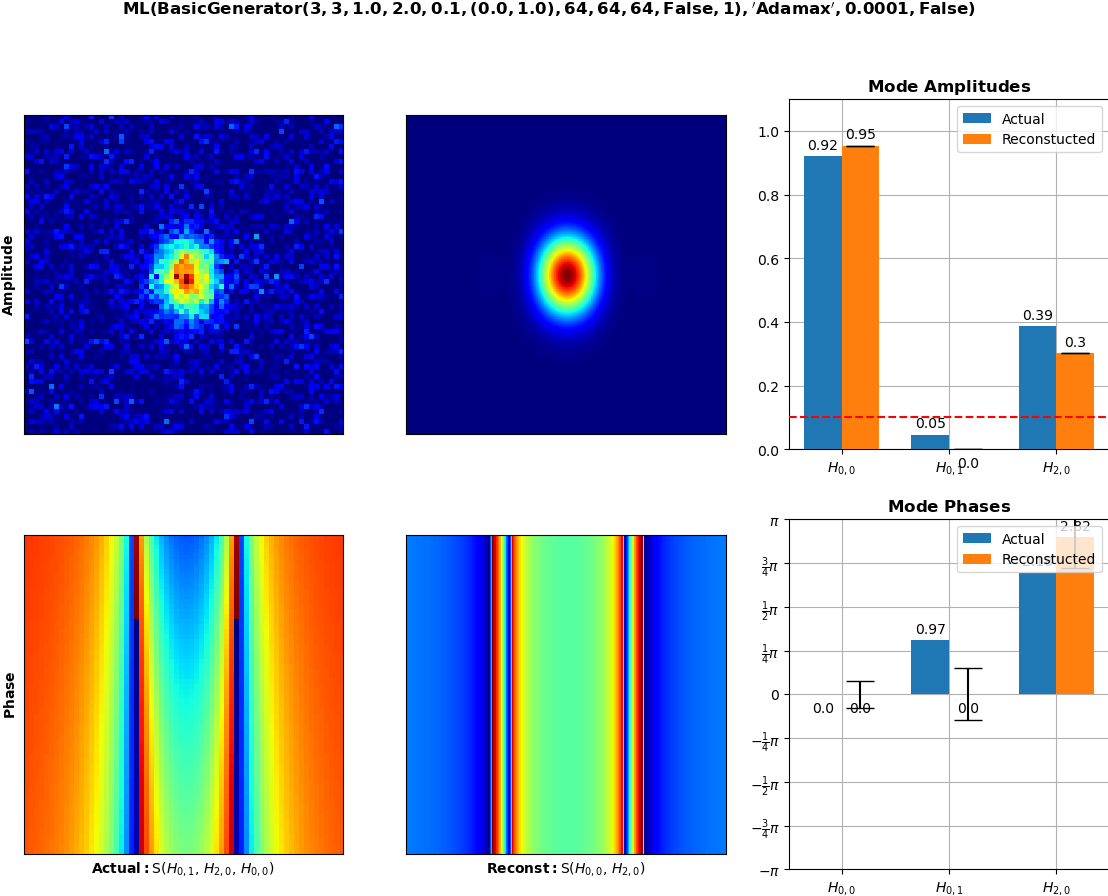 ML(BasicGenerator(3, 3, 1.0, 2.0, 0.1, (0.0, 1.0), 64, 64, 64, False, 1), ′Adamax′, 0.0001, False)
Amplitude
Mode Amplitudes
Actual
Reconstucted
1.0
0.8
0.6
0.4
0.2
0.0
0.92
0.95
0.05
0.0
0.39
0.3
H0,0
H0,1
H2,0
Phase
Actual: S(H0,1, H2,0, H0,0)
Reconst: S(H0,0, H2,0)
Mode Phases
Actual
Reconstucted
π
3/4π
1/2π
1/4π
0
−1/4π
−1/2π
−3/4π
−π
0.0
0.0
0.97
0.0
2.82
H0,0
H0,1
H2,0